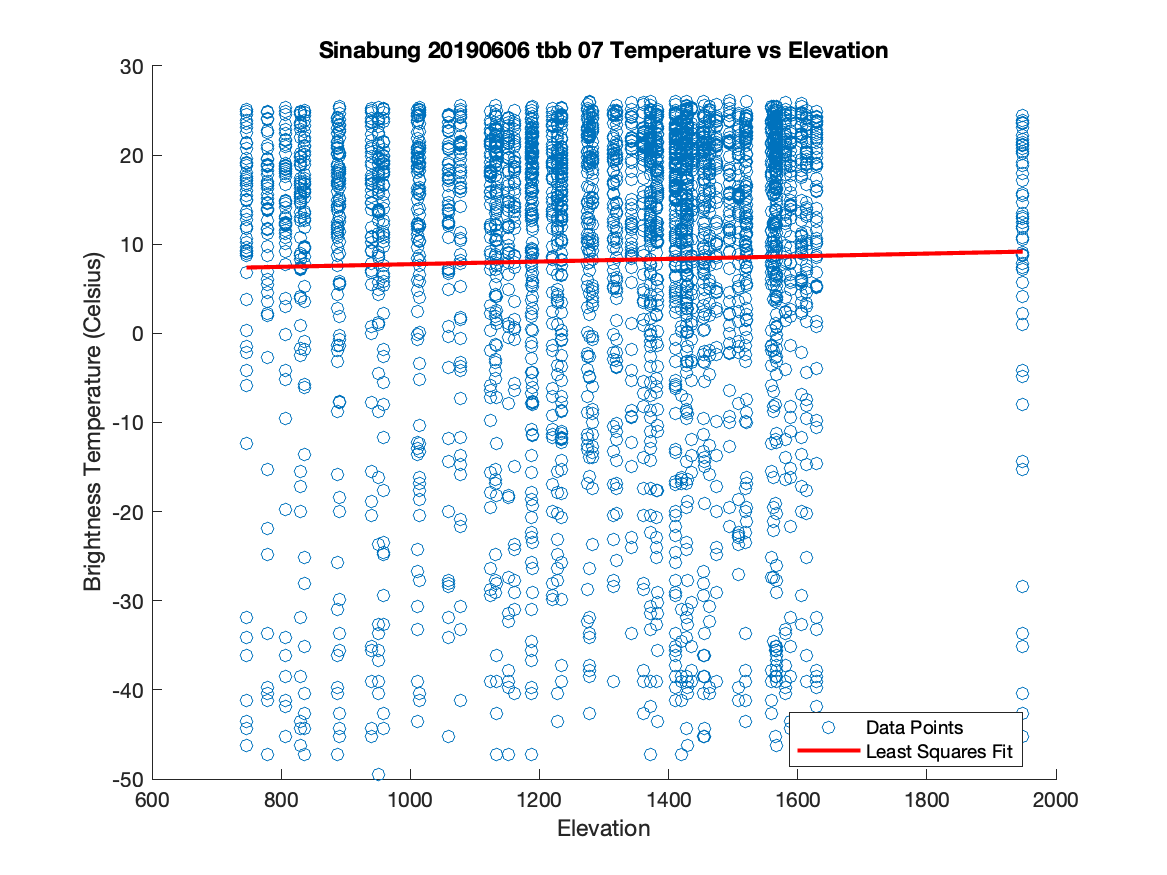 Sinabung 20190606 tbb 07 Temperature vs Elevation
30
20
10
0
-10
-20
-30
-40
-50
Brightness Temperature (Celsius)
600 800 1000 1200 1400 1600 1800 2000
Elevation
Data Points
Least Squares Fit